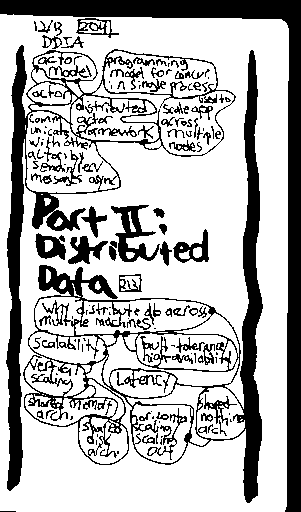 12/13 204
DDIA
actor
model
programming
model for concur.
in single process
actor
distributed
actor
framework
used to
scale app
across
multiple
nodes
comm
unicates
with other
actors by
send/recv
messages async
Part II:
Distributed
Data 213
why distribute db across
multiple machines?
scalability
fault-tolerance/
high-availability
vertical
scaling
Latency
shared memory
arch.
shared
disk
arch.
horizontal
scaling
scaling
out
shared-
nothing
arch